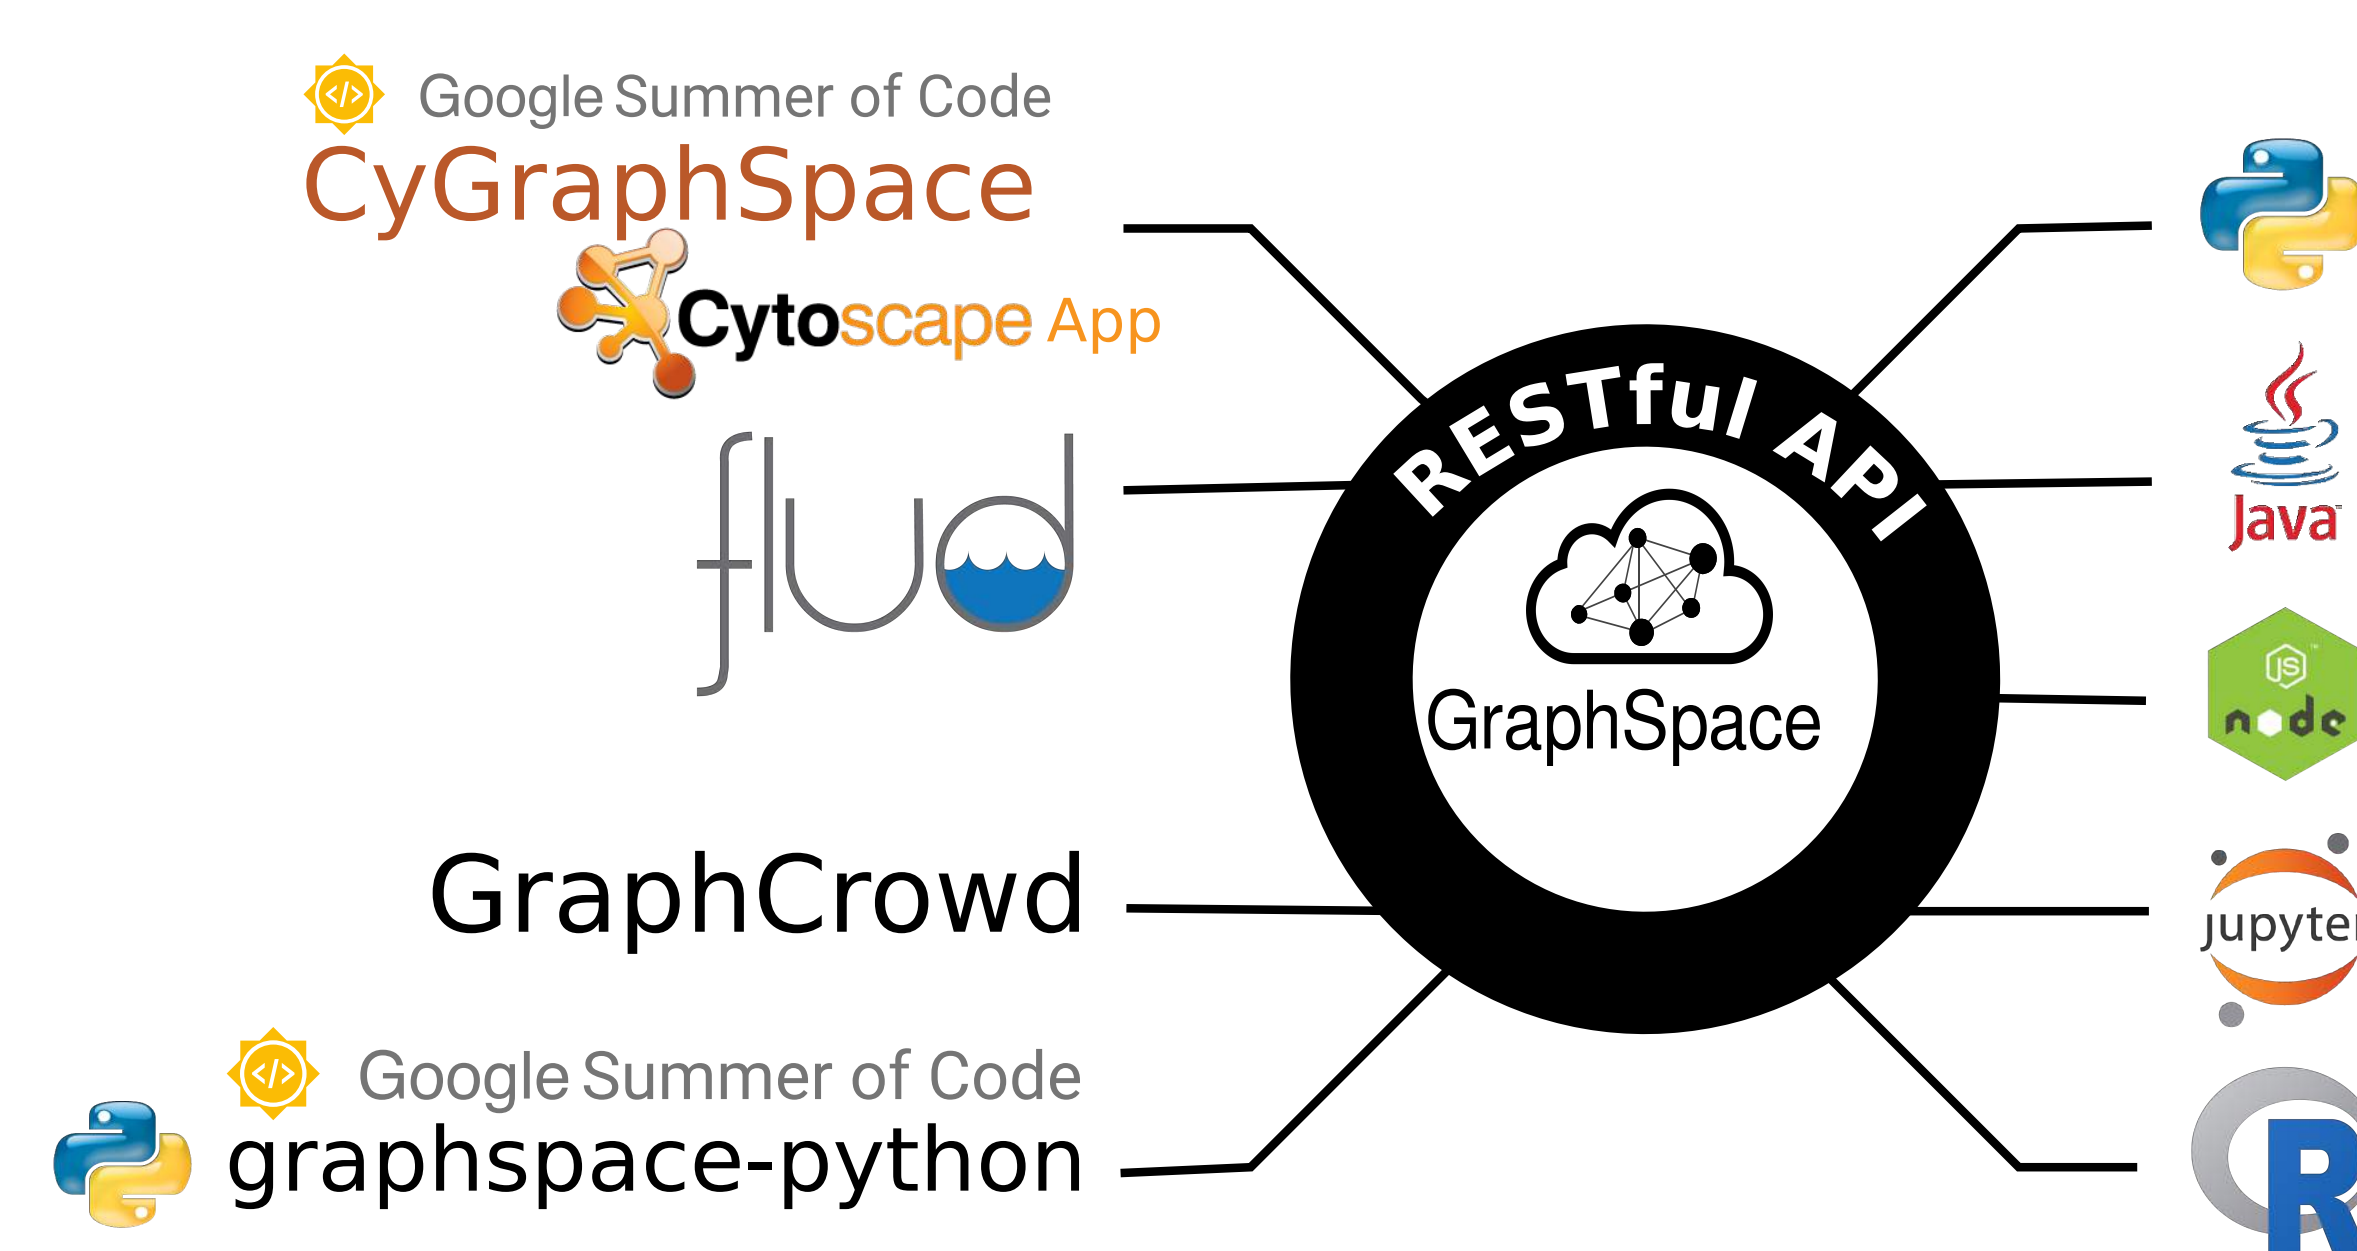 Google Summer of Code
CyGraphSpace
Cytoscape App
flud
GraphCrowd
Google Summer of Code
graphspace-python
RESTful API
GraphSpace
Java
JS
node
jupyter
R